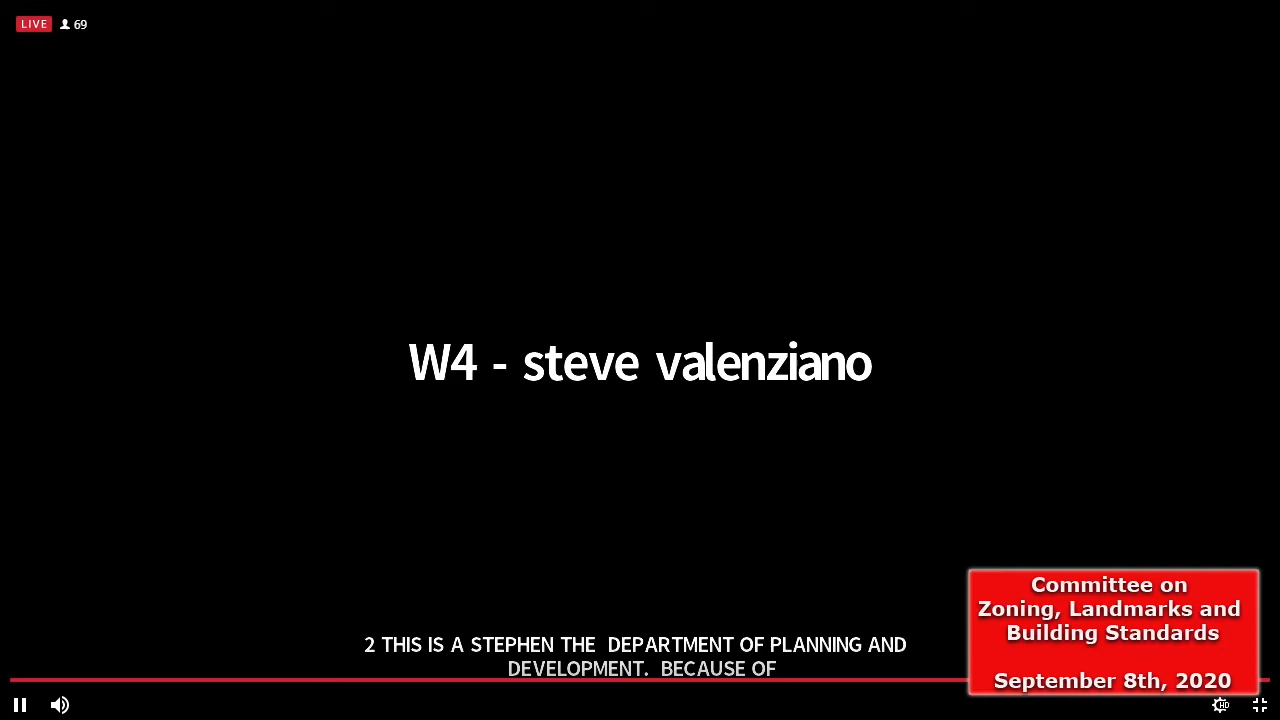 LIVE 69
W4 - steve valenziano
2 THIS IS A STEPHEN THE DEPARTMENT OF PLANNING AND
DEVELOPMENT. BECAUSE OF
Committee on
Zoning, Landmarks and
Building Standards
September 8th, 2020
HD